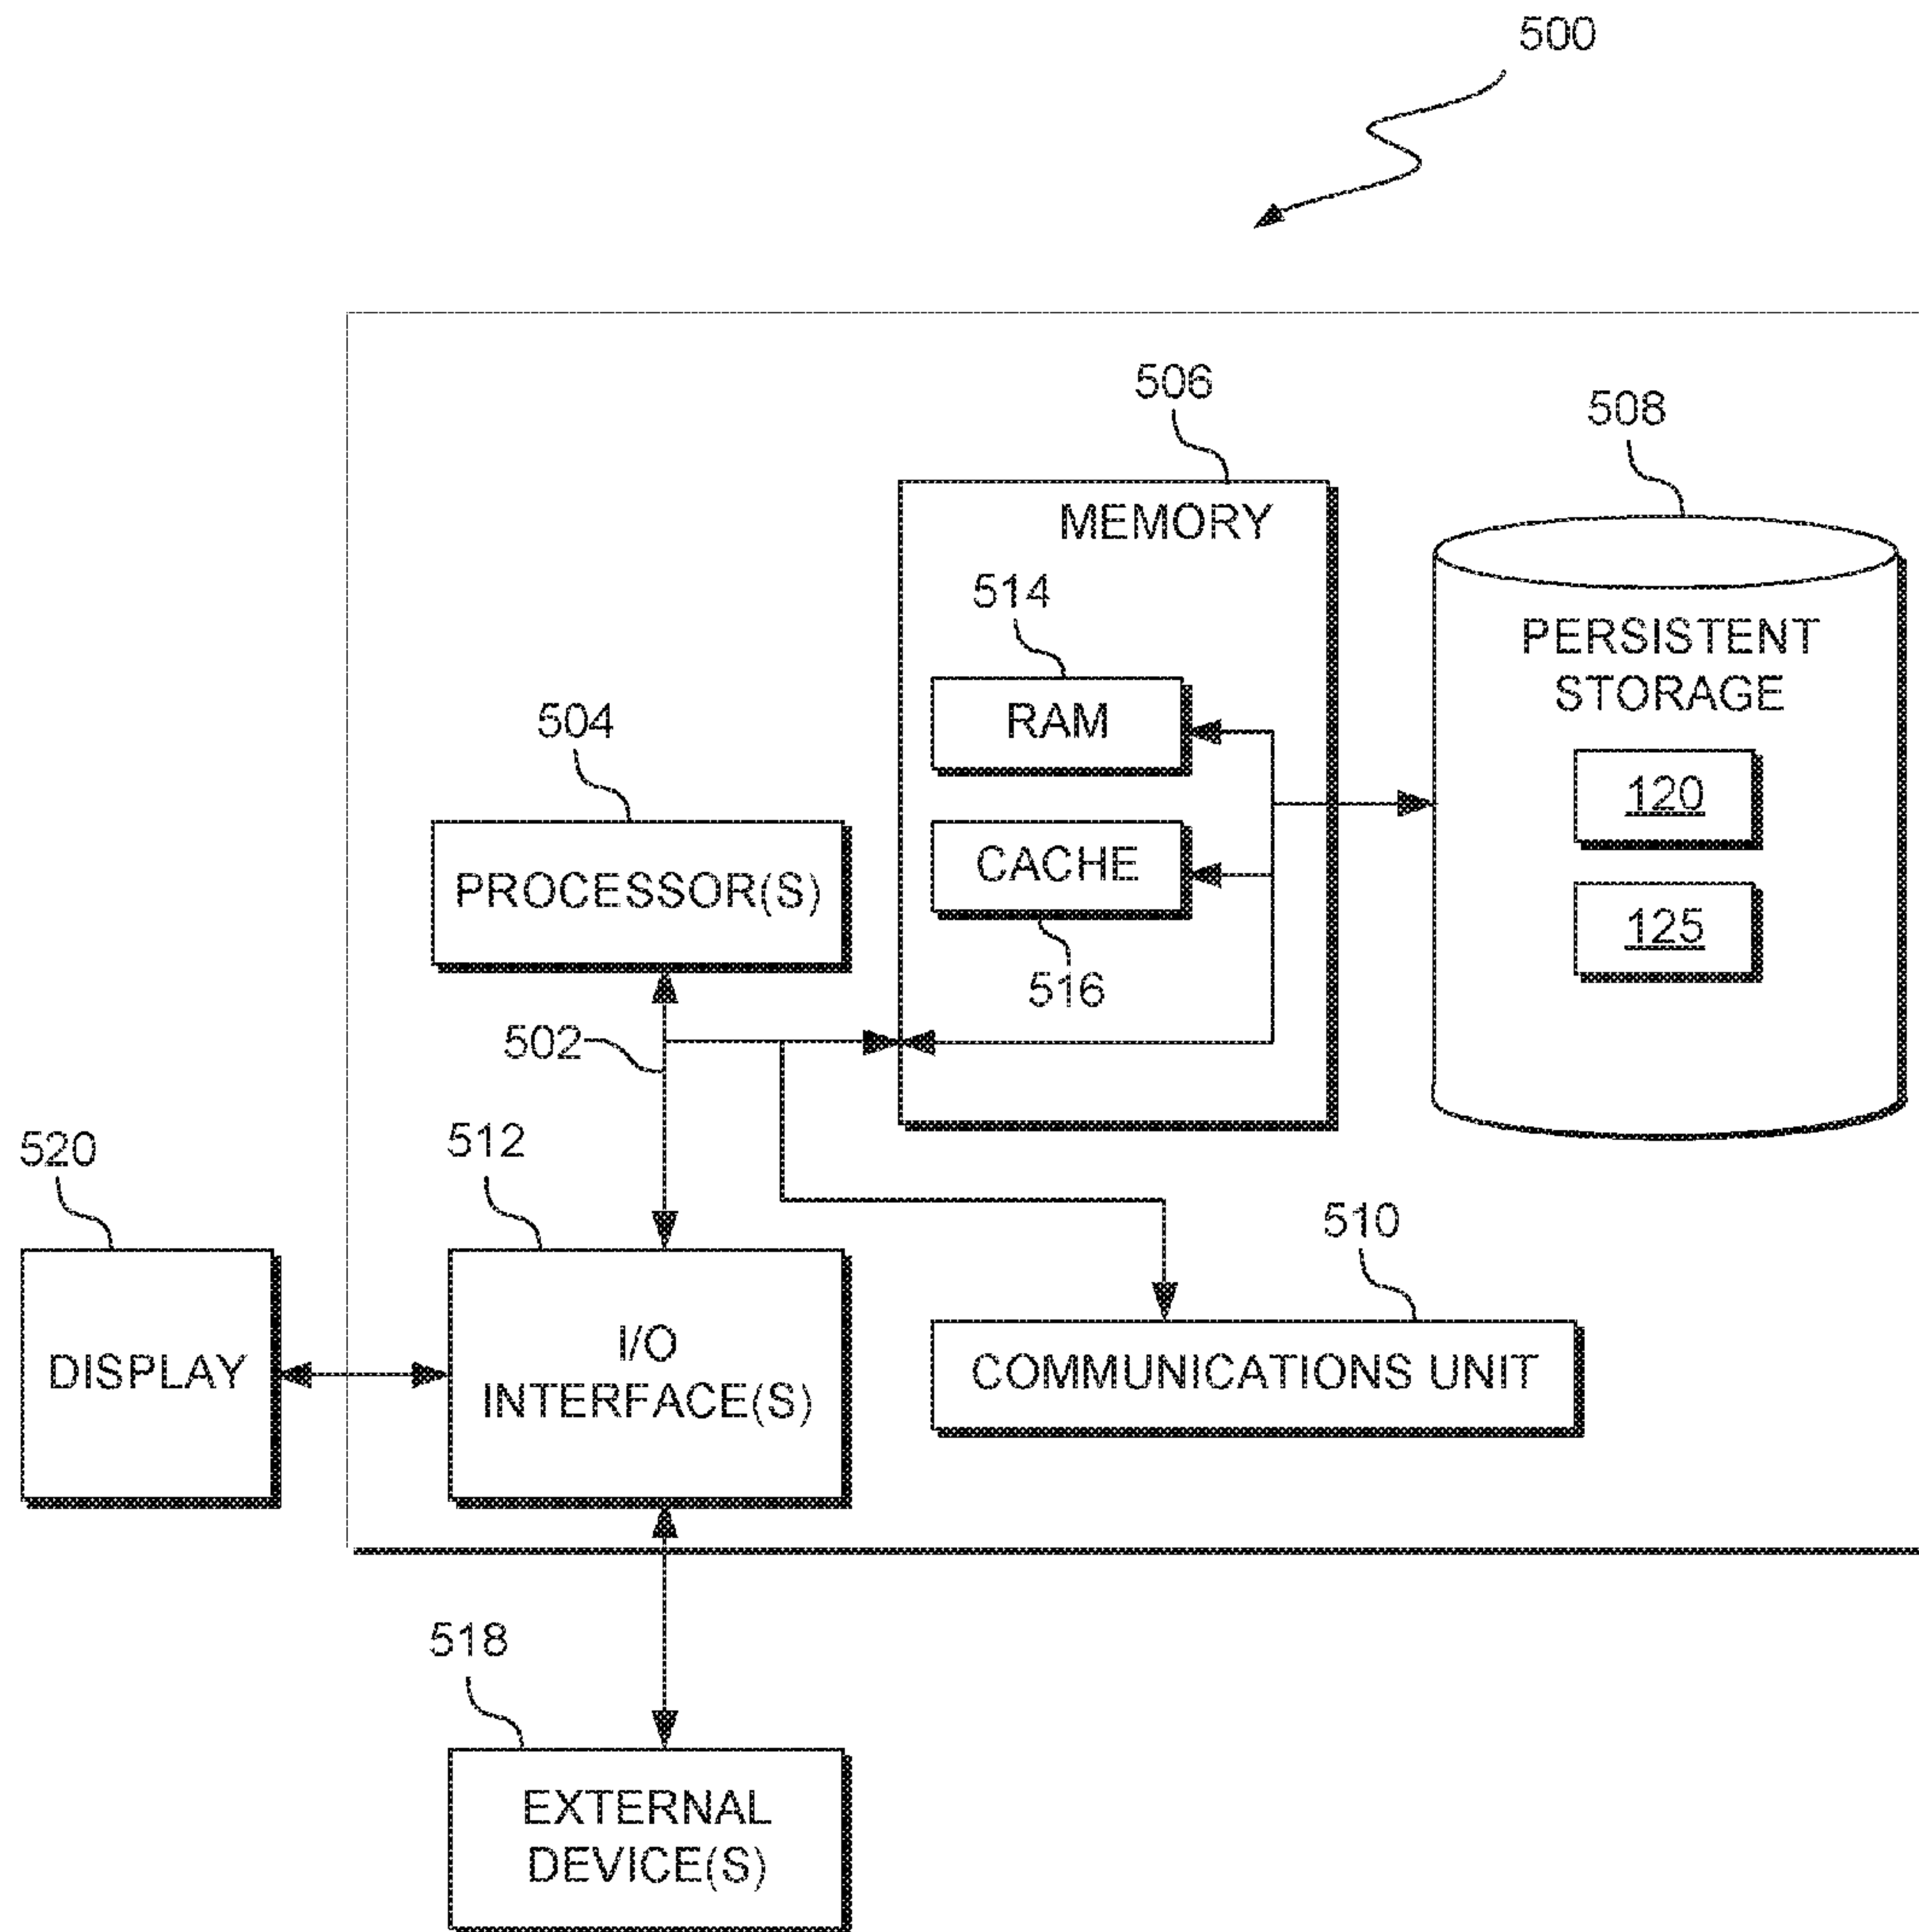 500
506
508
MEMORY
514
PERSISTENT
STORAGE
RAM
504
120
CACHE
PROCESSOR(S)
125
516
502
520
512
510
DISPLAY
I/O
INTERFACE(S)
COMMUNICATIONS UNIT
518
EXTERNAL
DEVICE(S)